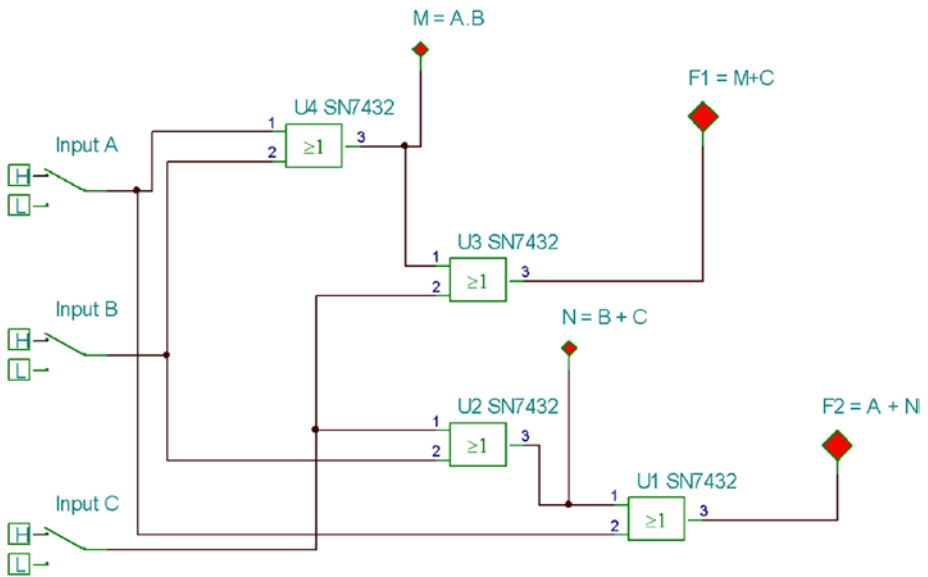 M = A.B
F1 = M+C
U4 SN7432
1
2
3
≥1
Input A
H
L
U3 SN7432
1
2
3
≥1
Input B
H
L
N = B + C
U2 SN7432
1
2
3
≥1
F2 = A + N
U1 SN7432
1
2
3
≥1
Input C
H
L